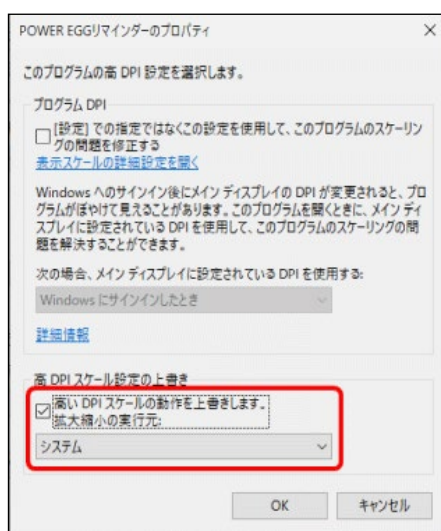 POWER EGGリマインダーのプロパティ
このプログラムの高 DPI 設定を選択します。
プログラム DPI
[設定] での指定ではなくこの設定を使用して、このプログラムのスケーリン
グの問題を修正する
表示スケールの詳細設定を開く
Windows へのサインイン後にメイン ディスプレイの DPI が変更されると、プロ
グラムがぼやけて見えることがあります。このプログラムを開くときに、メイン ディ
スプレイに設定されている DPI を使用して、このプログラムのスケーリングの問
題を解決することができます。
次の場合、メイン ディスプレイに設定されている DPI を使用する:
Windows にサインインしたとき
詳細情報
高 DPI スケール設定の上書き
高い DPI スケールの動作を上書きします。
拡大縮小の実行元:
システム
OK
キャンセル